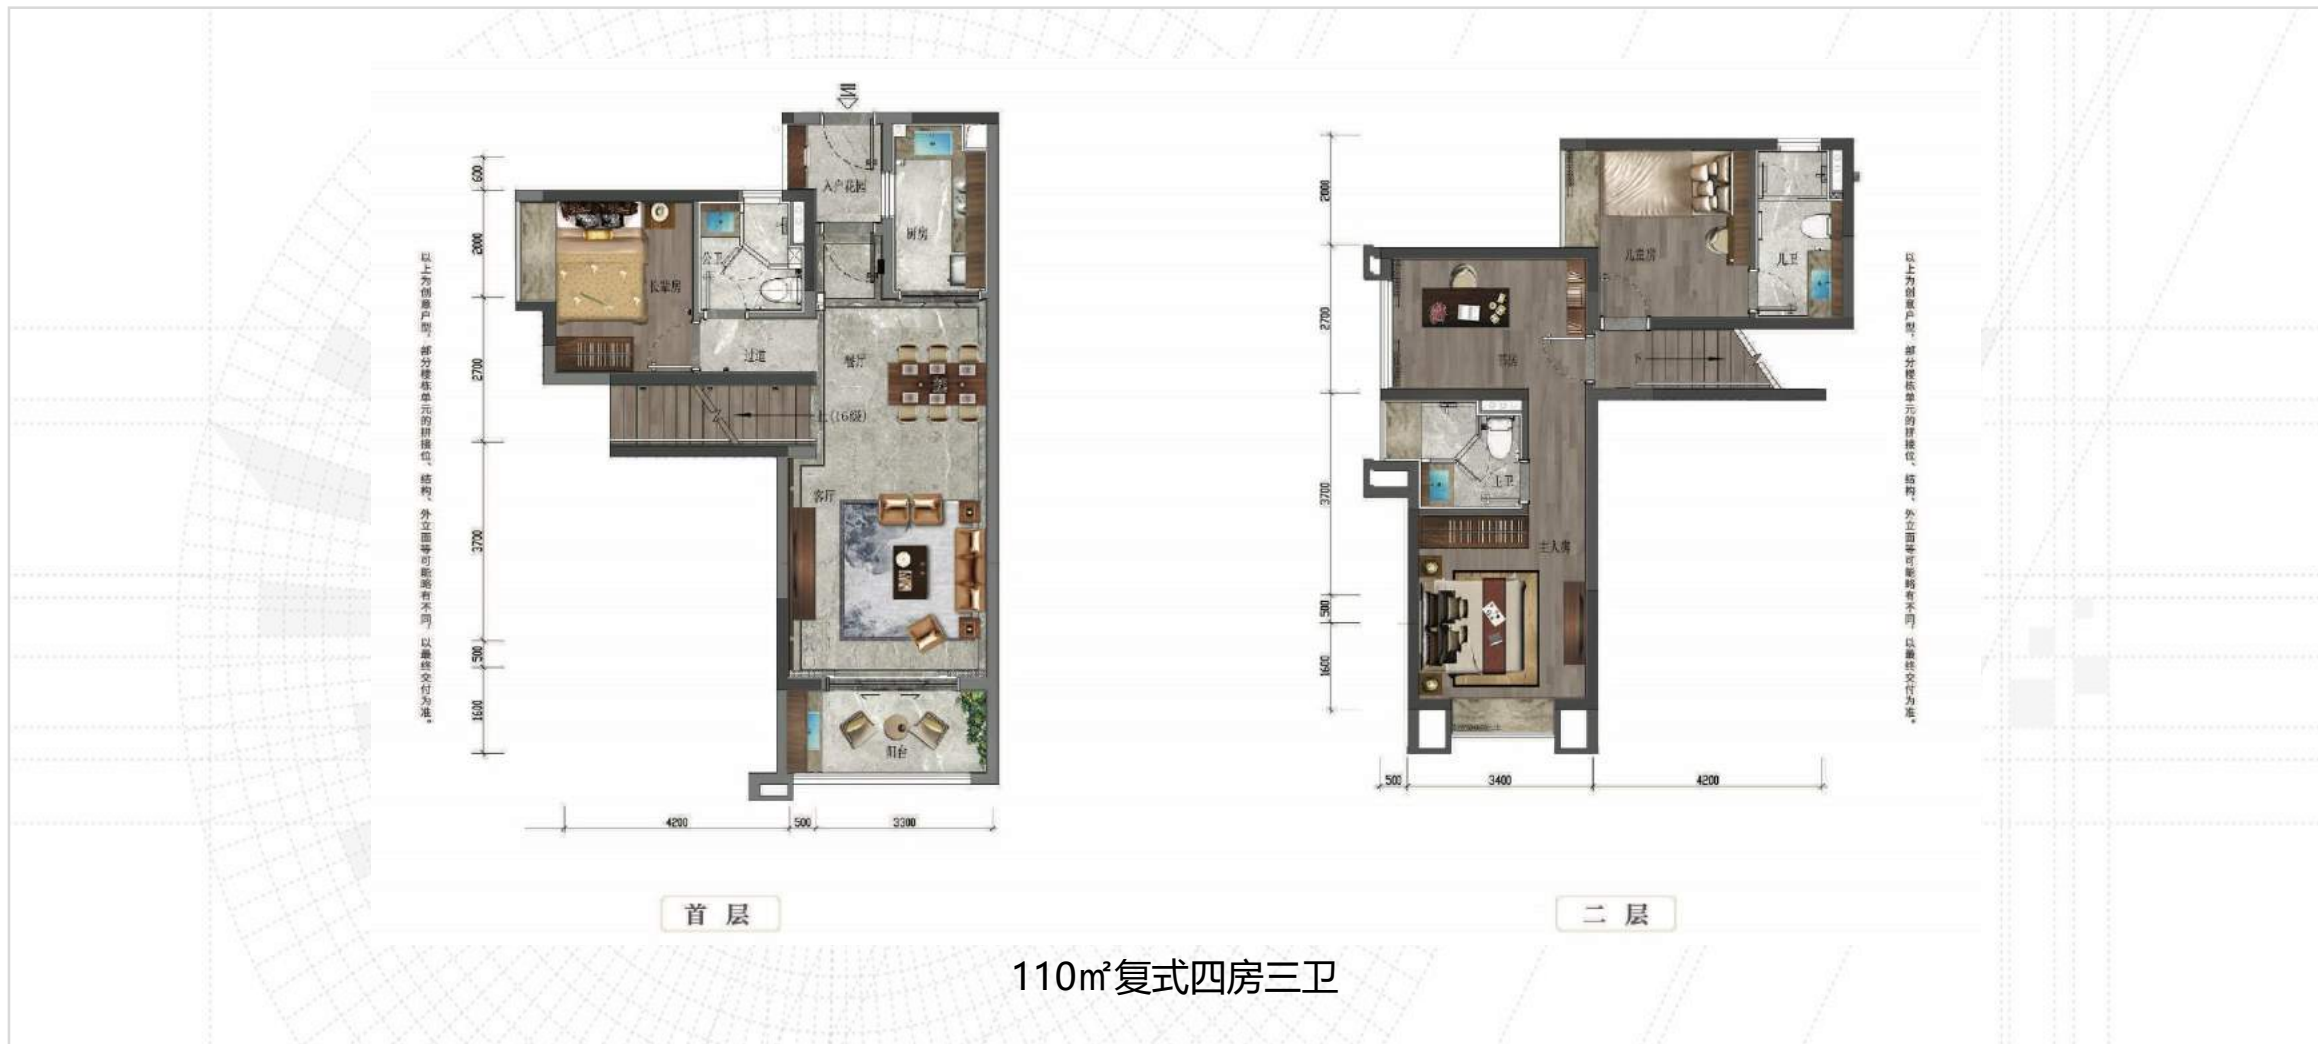 IN
入户花园
厨房
公卫
长辈房
过道
餐厅
上(16级)
客厅
阳台
600
2000
2700
3700
500
1600
4200
500
3300
以上为创意户型，部分楼栋单元的拼接位、结构、外立面等可能略有不同，以最终交付为准。
首层
儿童房
儿卫
书房
下
主卫
主人房
2000
2700
3700
500
1600
500
3400
4200
以上为创意户型，部分楼栋单元的拼接位、结构、外立面等可能略有不同，以最终交付为准。
二层
110㎡复式四房三卫